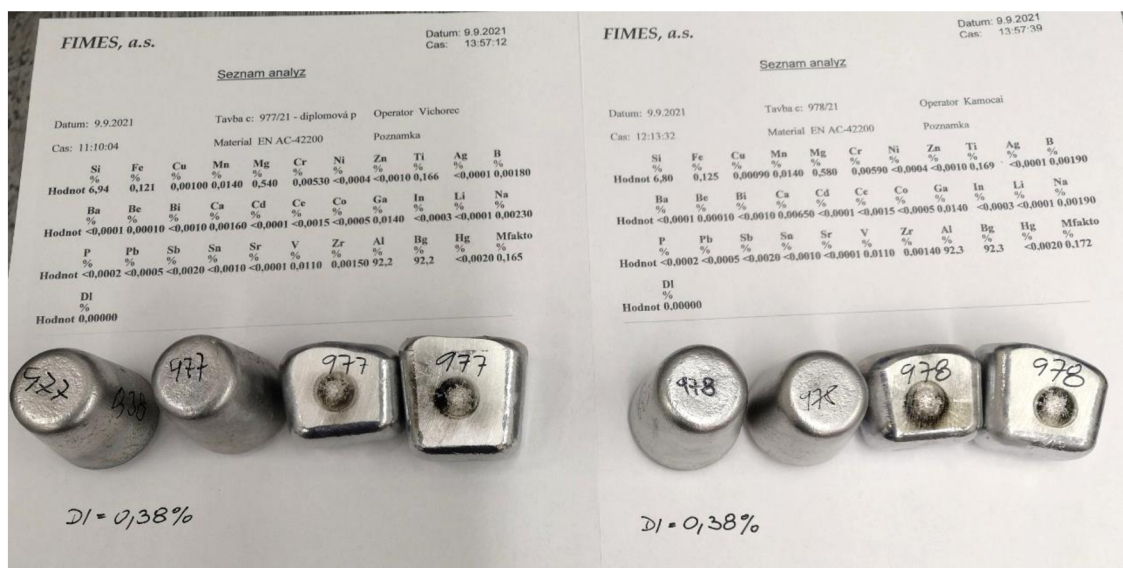 FIMES, a.s.
Datum: 9.9.2021
Cas: 13:57:12
Seznam analyz
Datum: 9.9.2021 Tavba c: 977/21 - diplomová p Operator Vichorec
Cas: 11:10:04 Material EN AC-42200 Poznamka
Si Fe Cu Mn Mg Cr Ni Zn Ti Ag B
% % % % % % % % % % %
Hodnot 6,94 0,121 0,00100 0,0140 0,540 0,00530 <0,0004 <0,0010 0,166 <0,0001 0,00180
Ba Be Bi Ca Cd Ce Co Ga In Li Na
% % % % % % % % % % %
Hodnot <0,0001 0,00010 <0,0010 0,00160 <0,0001 <0,0015 <0,0005 0,0140 <0,0003 <0,0001 0,00230
P Pb Sb Sn Sr V Zr Al Bg Hg Mfakto
% % % % % % % % % % %
Hodnot <0,0002 <0,0005 <0,0020 <0,0010 <0,0001 0,0110 0,00150 92,2 92,2 <0,0020 0,165
DI
%
Hodnot 0,00000
977 977 977
DI = 0,38%
FIMES, a.s.
Datum: 9.9.2021
Cas: 13:57:39
Seznam analyz
Datum: 9.9.2021 Tavba c: 978/21 Operator Kamocai
Cas: 12:13:32 Material EN AC-42200 Poznamka
Si Fe Cu Mn Mg Cr Ni Zn Ti Ag B
% % % % % % % % % % %
Hodnot 6,80 0,125 0,00090 0,0140 0,580 0,00590 <0,0004 <0,0010 0,169 <0,0001 0,00190
Ba Be Bi Ca Cd Ce Co Ga In Li Na
% % % % % % % % % % %
Hodnot <0,0001 0,00010 <0,0010 0,00650 <0,0001 <0,0015 <0,0005 0,0140 <0,0003 <0,0001 0,00190
P Pb Sb Sn Sr V Zr Al Bg Hg Mfakto
% % % % % % % % % % %
Hodnot <0,0002 <0,0005 <0,0020 <0,0010 <0,0001 0,0110 0,00140 92,3 92,3 <0,0020 0,172
DI
%
Hodnot 0,00000
978 978 978 978
DI = 0,38%